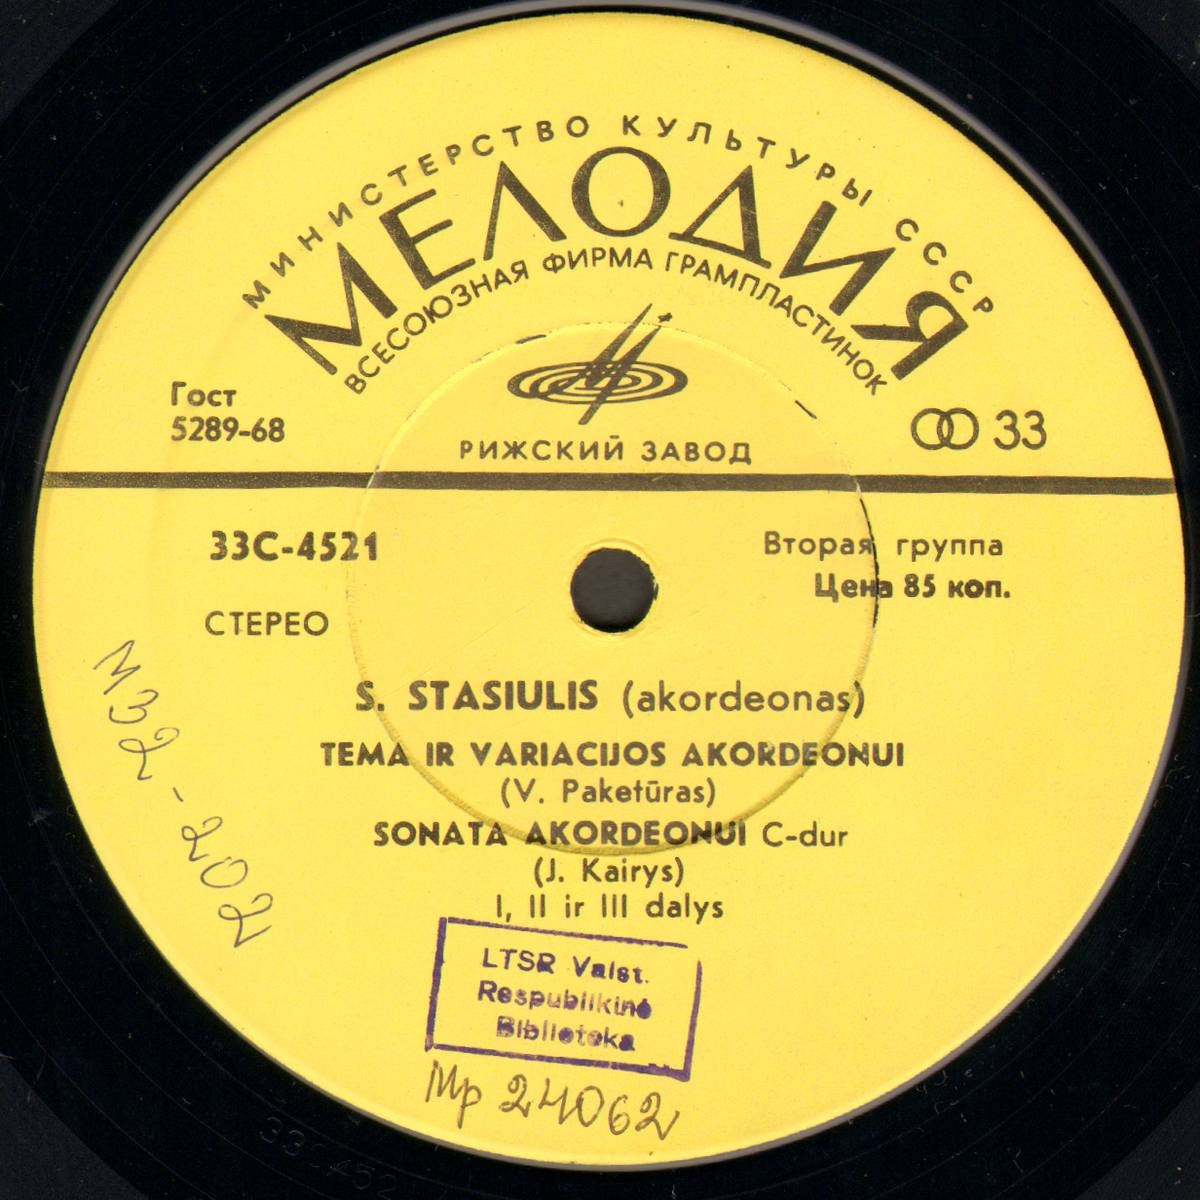 МИНИСТЕРСТВО КУЛЬТУРЫ СССР
МЕЛОДИЯ
ВСЕСОЮЗНАЯ ФИРМА ГРАМПЛАСТИНОК
Гост
5289-68
33
РИЖСКИЙ ЗАВОД
33С-4521
Вторая группа
Цена 85 коп.
СТЕРЕО
M32-202
S. STASIULIS (akordeonas)
TEMA IR VARIACIJOS AKORDEONUI
(V. Paketūras)
SONATA AKORDEONUI C-dur
(J. Kairys)
I, II ir III dalys
LTSR Valst.
Respublikinė
Biblioteka
Mp 24062